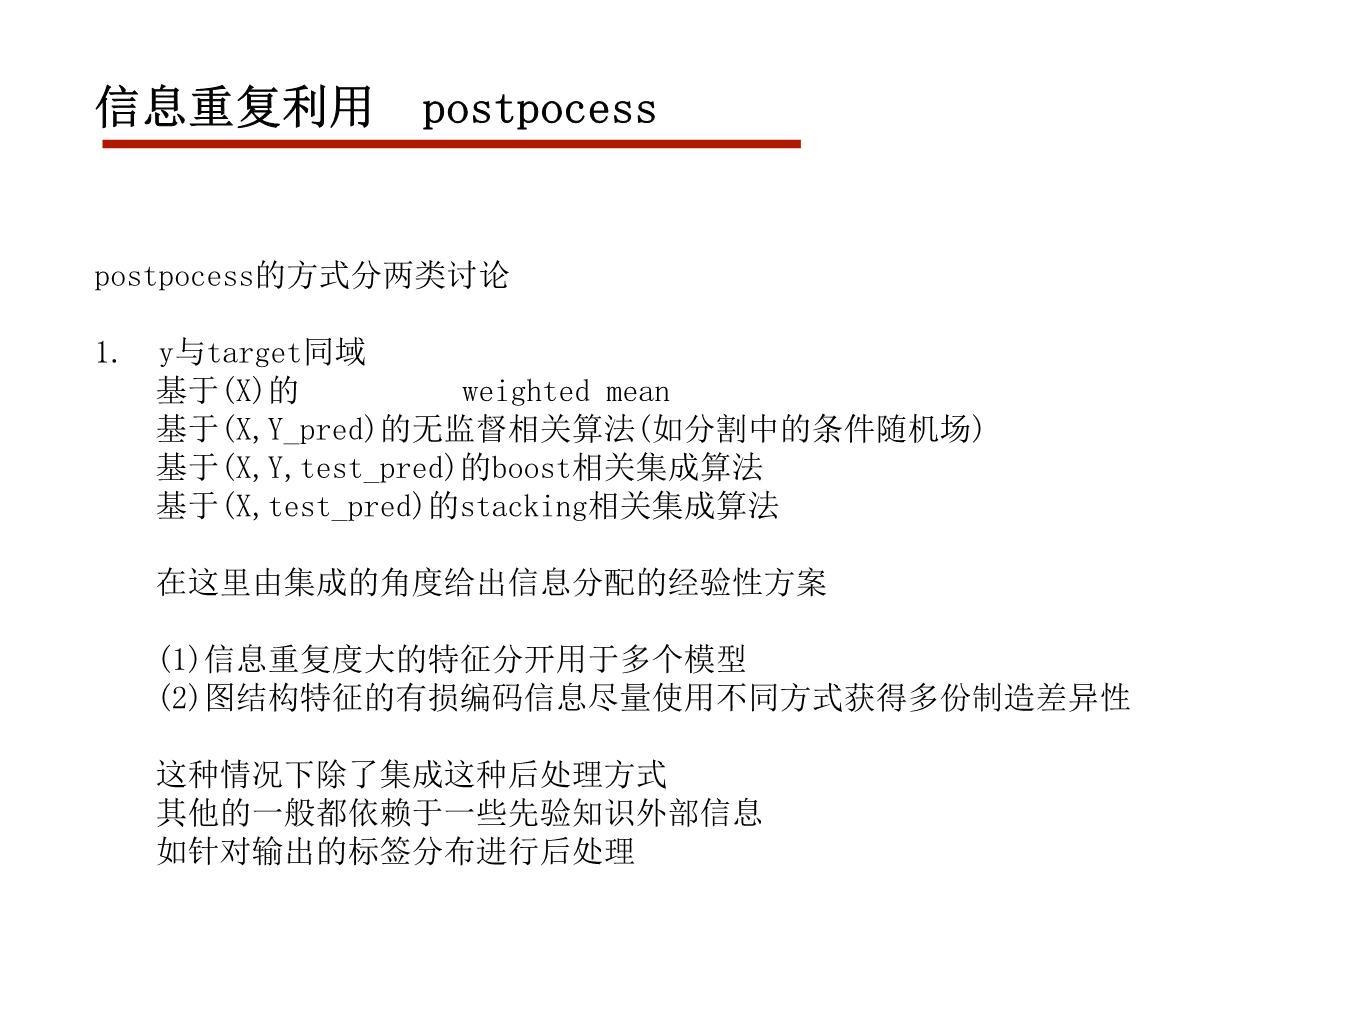 信息重复利用 postpocess
postpocess的方式分两类讨论
1. y与target同域
基于(X)的 weighted mean
基于(X,Y_pred)的无监督相关算法(如分割中的条件随机场)
基于(X,Y,test_pred)的boost相关集成算法
基于(X,test_pred)的stacking相关集成算法
在这里由集成的角度给出信息分配的经验性方案
(1)信息重复度大的特征分开用于多个模型
(2)图结构特征的有损编码信息尽量使用不同方式获得多份制造差异性
这种情况下除了集成这种后处理方式
其他的一般都依赖于一些先验知识外部信息
如针对输出的标签分布进行后处理